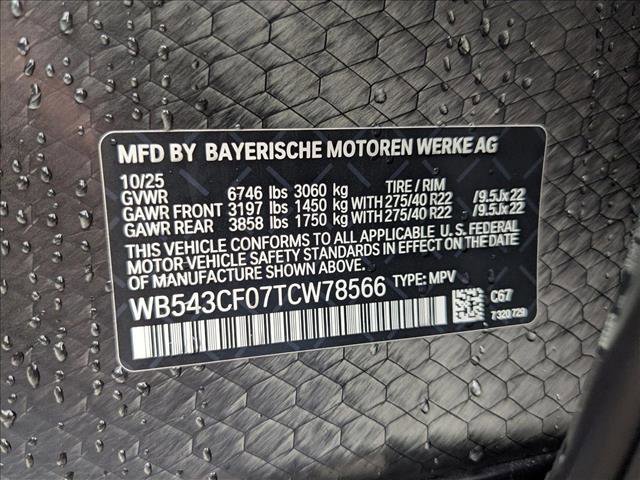 MFD BY BAYERISCHE MOTOREN WERKE AG
10/25
GVWR 6746 lbs 3060 kg TIRE / RIM
GAWR FRONT 3197 lbs 1450 kg WITH 275/40 R22 /9.5Jx22
GAWR REAR 3858 lbs 1750 kg WITH 275/40 R22 /9.5Jx22
THIS VEHICLE CONFORMS TO ALL APPLICABLE U.S. FEDERAL
MOTOR-VEHICLE SAFETY STANDARDS IN EFFECT ON THE DATE
OF MANUFACTURE SHOWN ABOVE.
WB543CF07TCW78566 TYPE: MPV
C67
7 320 729